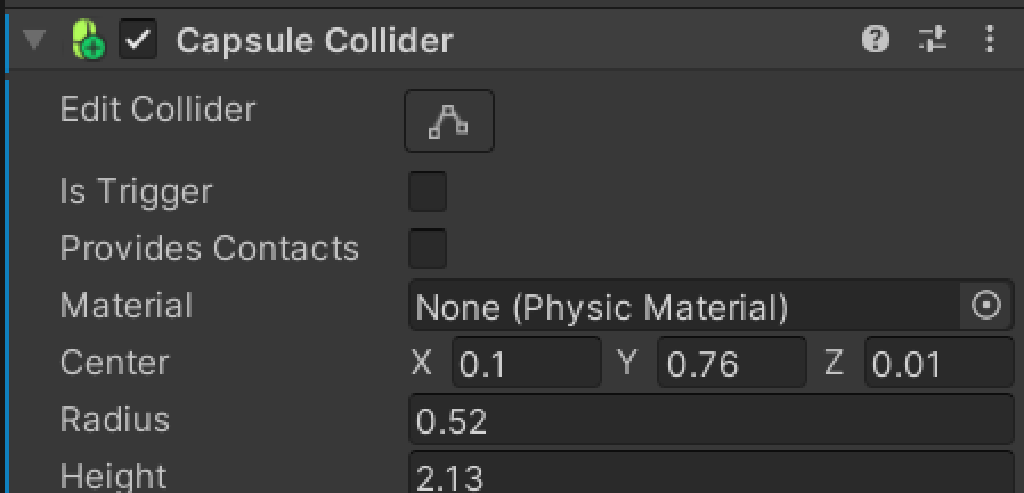 Capsule Collider
Edit Collider
Is Trigger
Provides Contacts
Material None (Physic Material)
Center X 0.1 Y 0.76 Z 0.01
Radius 0.52
Height 2.13